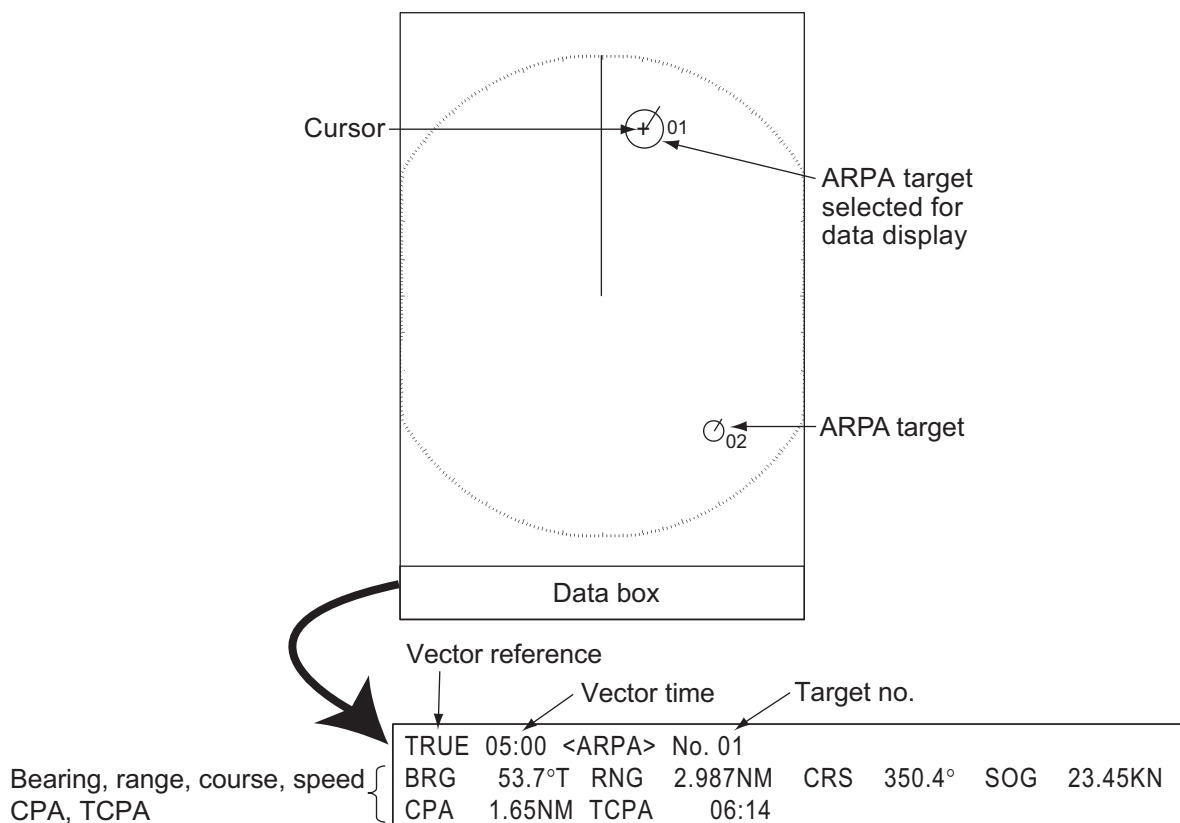 Cursor
01
ARPA target
selected for
data display
ARPA target
02
Data box
Vector reference
Vector time
Target no.
TRUE 05:00 <ARPA> No. 01
Bearing, range, course, speed
CPA, TCPA
BRG 53.7°T RNG 2.987NM CRS 350.4° SOG 23.45KN
CPA 1.65NM TCPA 06:14